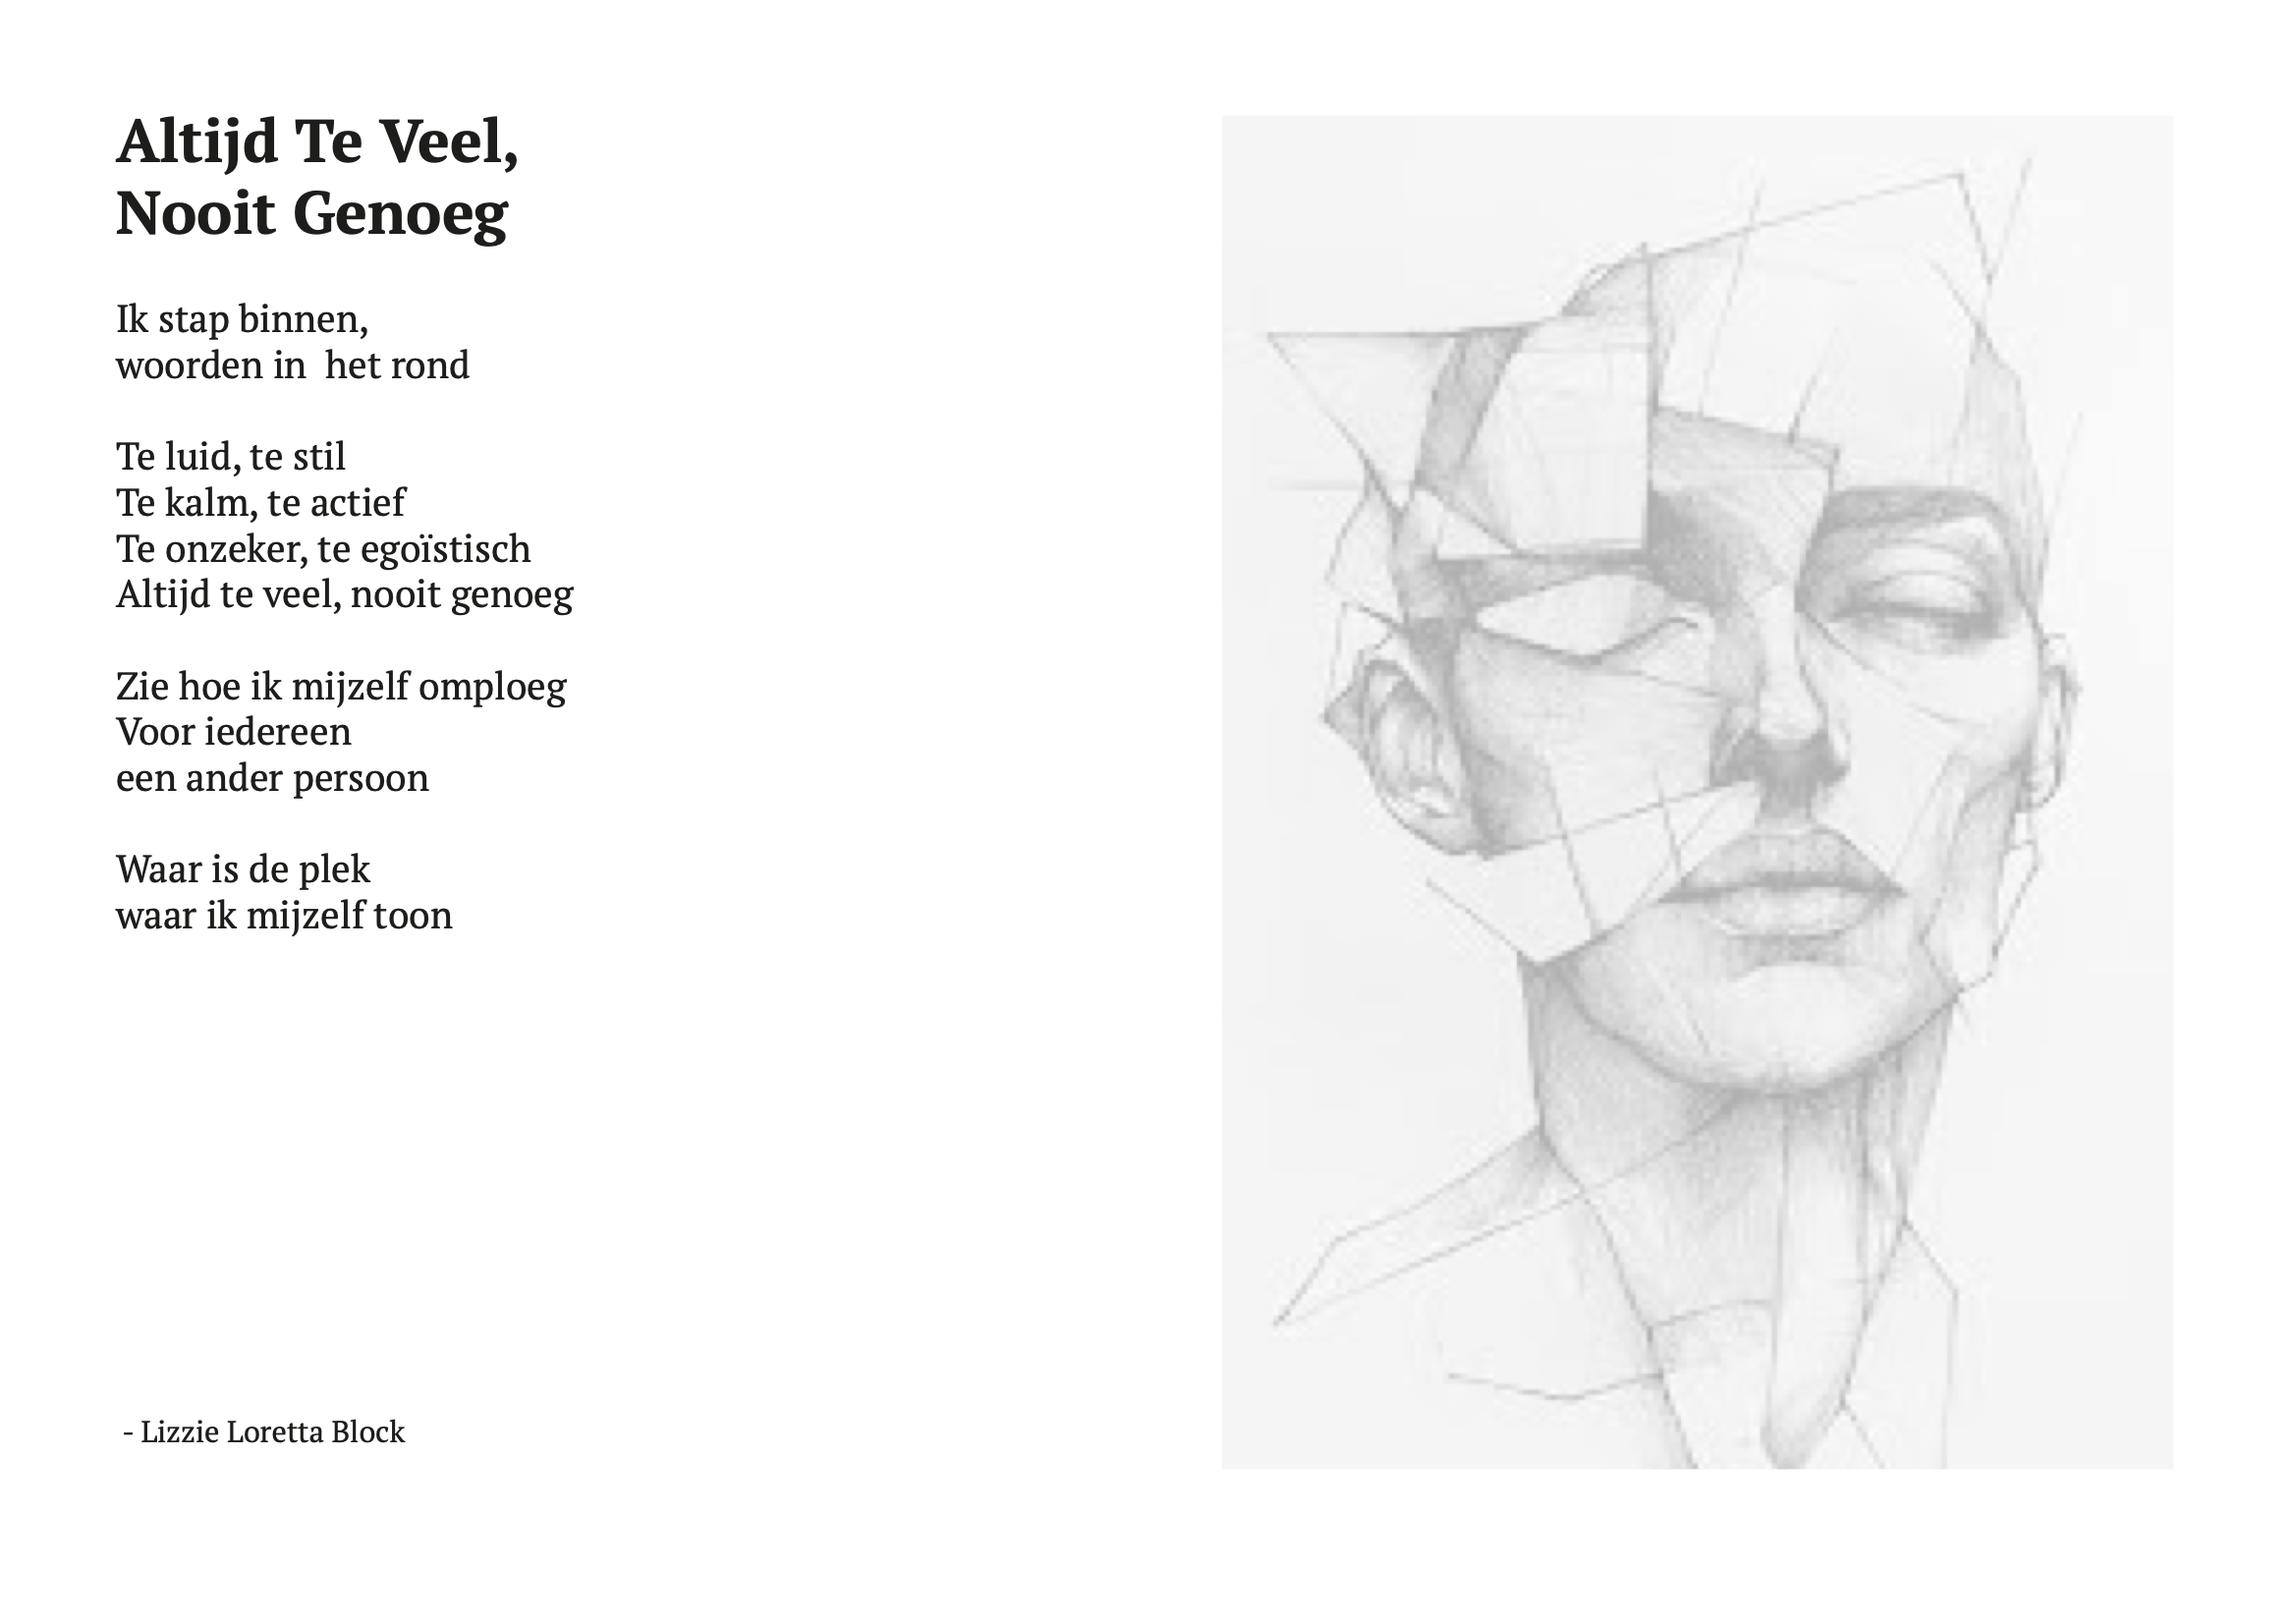 Altijd Te Veel,
Nooit Genoeg
Ik stap binnen,
woorden in  het rond
Te luid, te stil
Te kalm, te actief
Te onzeker, te egoïstisch
Altijd te veel, nooit genoeg
Zie hoe ik mijzelf omploeg
Voor iedereen
een ander persoon
Waar is de plek
waar ik mijzelf toon
- Lizzie Loretta Block